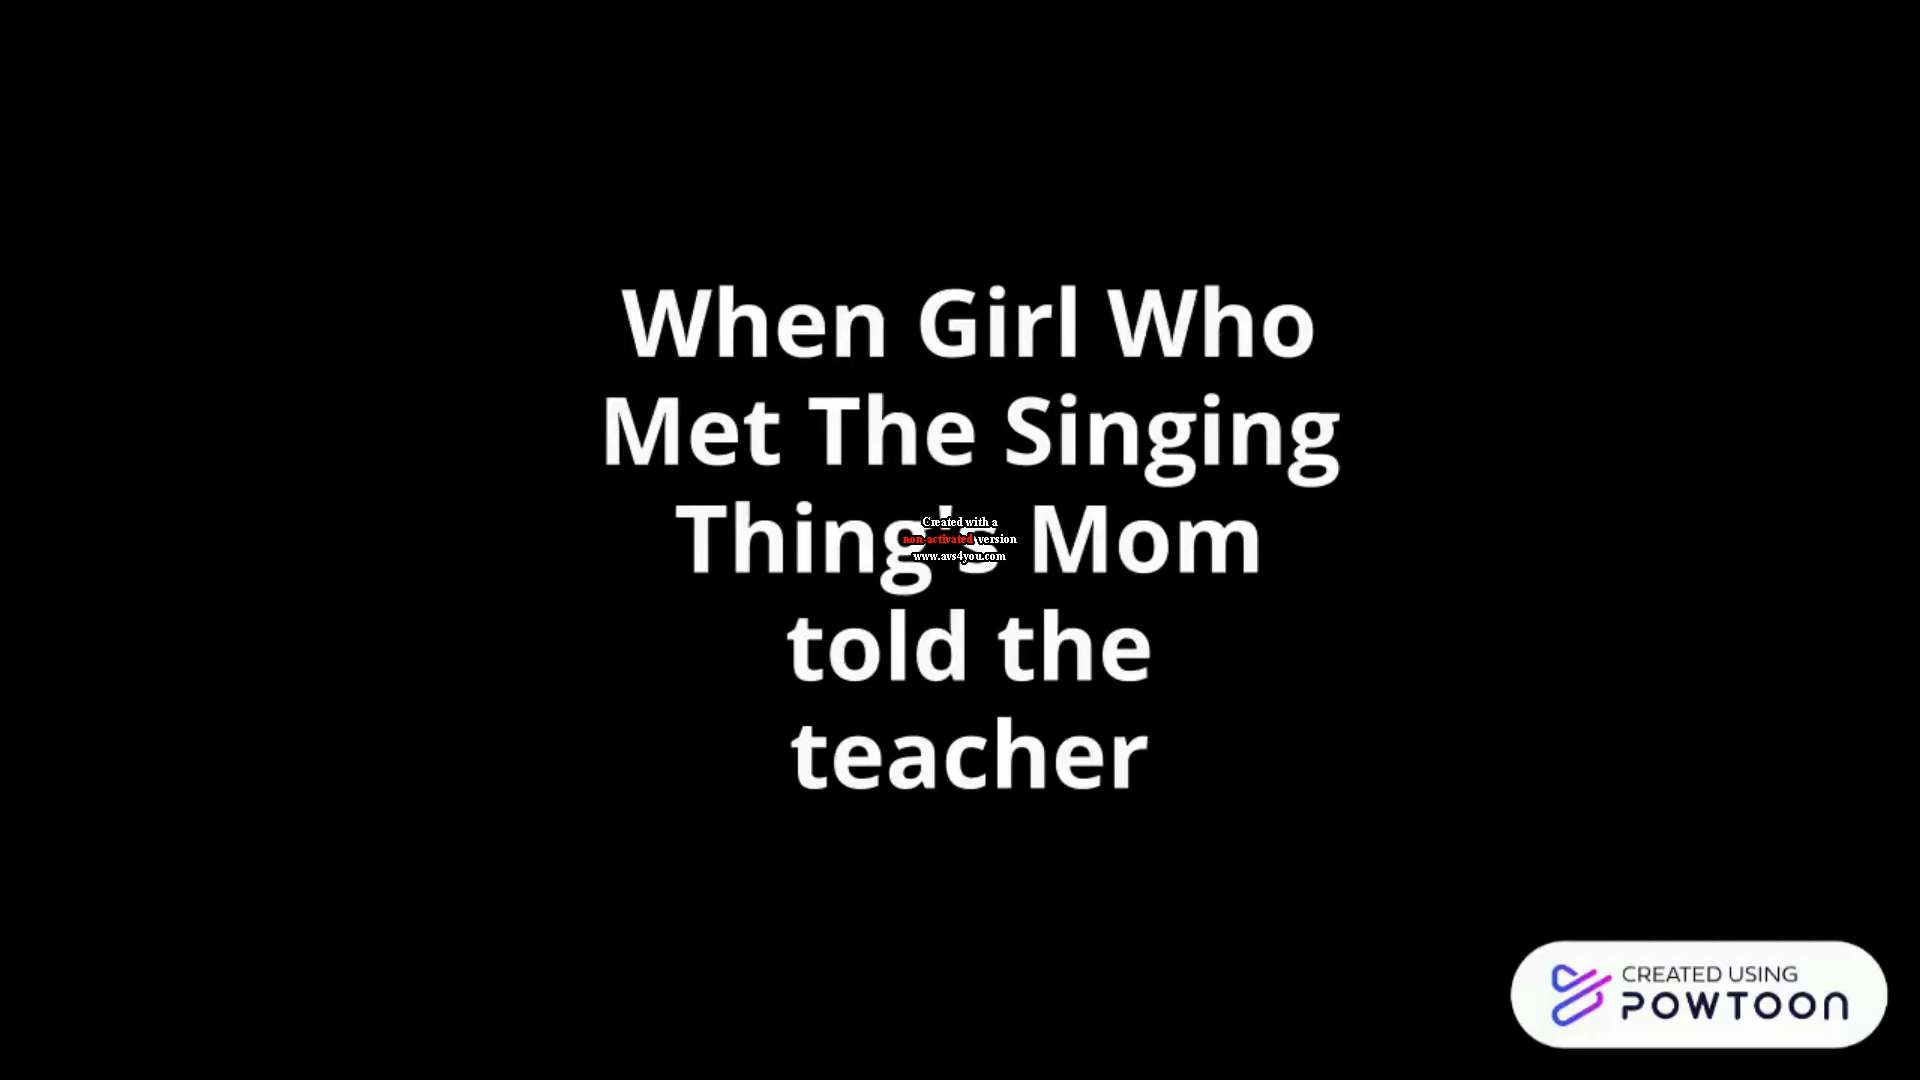 When Girl Who
Met The Singing
Thing's Mom
Created with a
non-activated version
www.avs4you.com
told the
teacher
CREATED USING
POWTOON